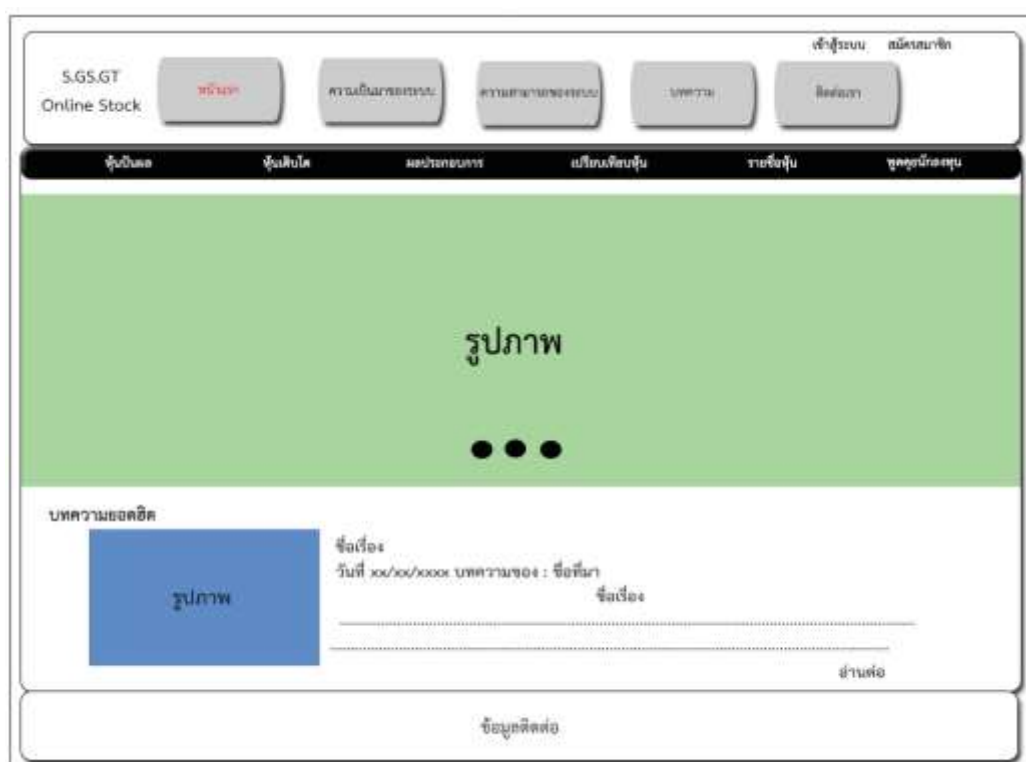 เข้าสู่ระบบ สมัครสมาชิก
S.GS.GT
Online Stock
หน้าแรก ความเป็นมาของระบบ ความสามารถของระบบ บทความ ติดต่อเรา
หุ้นปันผล หุ้นเติบโต ผลประกอบการ เปรียบเทียบหุ้น รายชื่อหุ้น พูดคุยนักลงทุน
รูปภาพ
บทความยอดฮิต
รูปภาพ
ชื่อเรื่อง
วันที่ xx/xx/xxxx บทความของ : ชื่อที่มา
ชื่อเรื่อง
อ่านต่อ
ข้อมูลติดต่อ